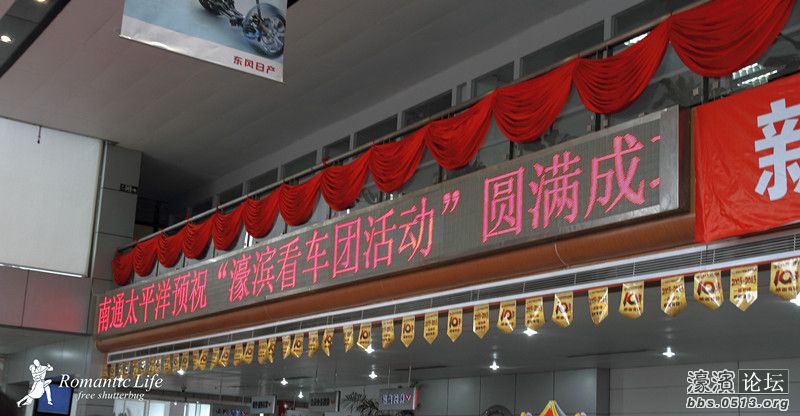 东风日产
新
南通太平洋预祝“濠滨看车团活动”圆满成
Romantic Life
free shutterbug
濠滨论坛
bbs.0513.org